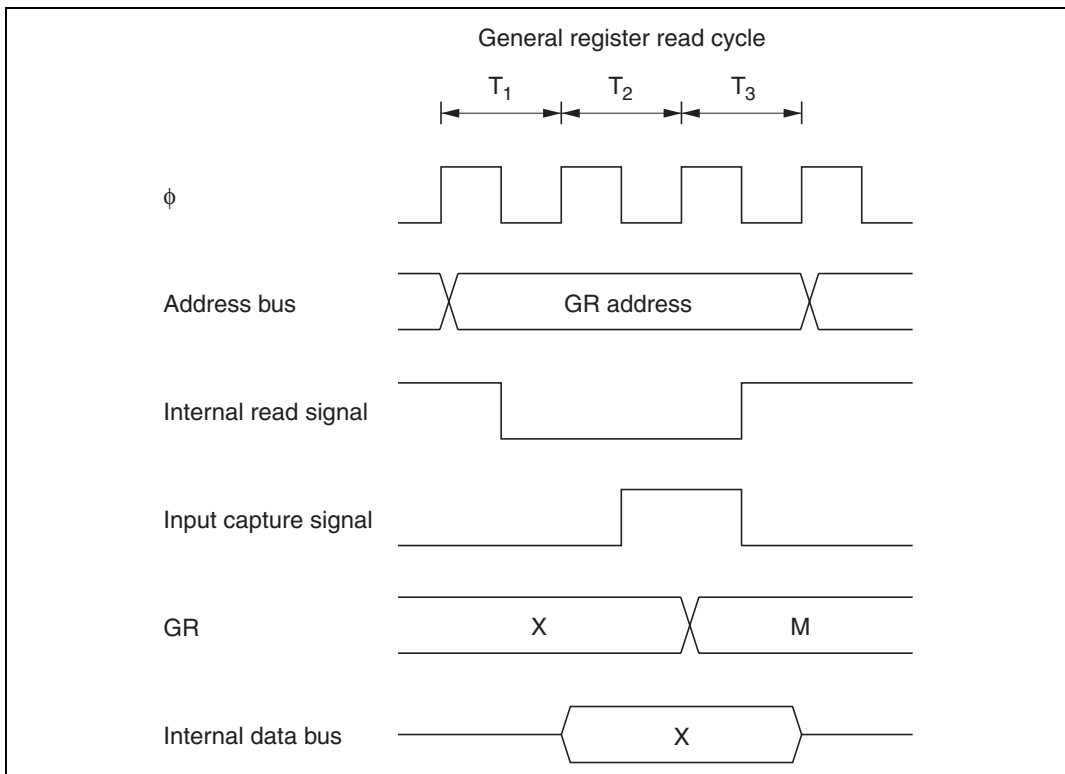 General register read cycle
T1 T2 T3
φ
Address bus GR address
Internal read signal
Input capture signal
GR X M
Internal data bus X